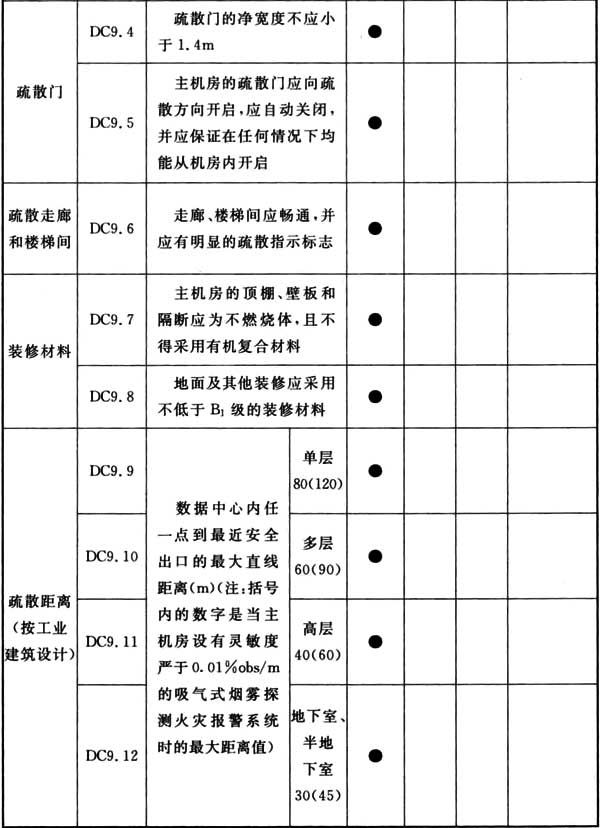 疏散门
DC9.4
疏散门的净宽度不应小
于1.4m
●
DC9.5
主机房的疏散门应向疏
散方向开启,应自动关闭,
并应保证在任何情况下均
能从机房内开启
●
疏散走廊
和楼梯间
DC9.6
走廊、楼梯间应畅通,并
应有明显的疏散指示标志
●
装修材料
DC9.7
主机房的顶棚、壁板和
隔断应为不燃烧体,且不
得采用有机复合材料
●
DC9.8
地面及其他装修应采用
不低于B₁级的装修材料
●
疏散距离
(按工业
建筑设计)
数据中心内任
一点到最近安全
出口的最大直线
距离(m)(注:括号
内的数字是当主
机房设有灵敏度
严于0.01%obs/m
的吸气式烟雾探
测火灾报警系统
时的最大距离值)
DC9.9
单层
80(120)
●
DC9.10
多层
60(90)
●
DC9.11
高层
40(60)
●
DC9.12
地下室、
半地
下室
30(45)
●